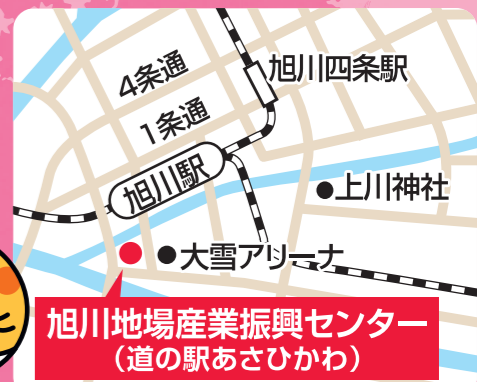 旭川四条駅
4条通
1条通
旭川駅
上川神社
大雪アリーナ
旭川地場産業振興センター
（道の駅あさひかわ）